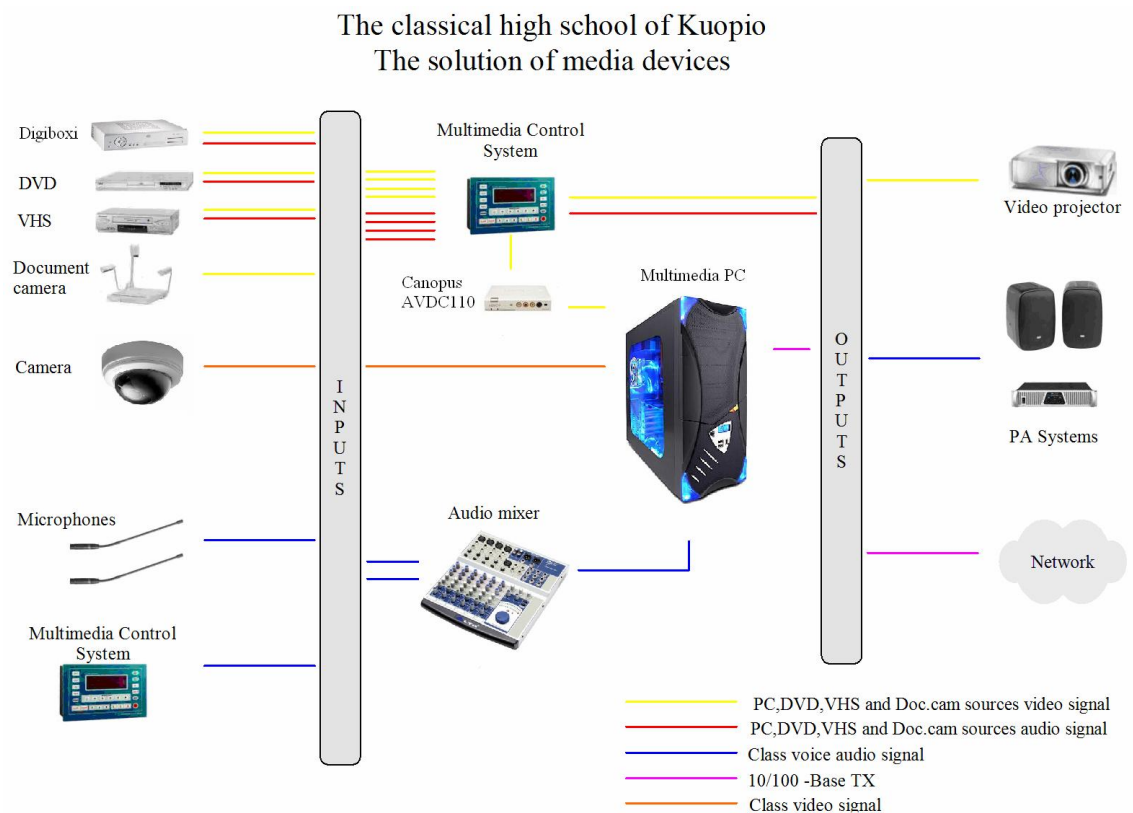 The classical high school of Kuopio
The solution of media devices
Digiboxi
DVD
VHS
Document
camera
Camera
Microphones
Multimedia Control
System
INPUTS
Multimedia Control
System
Canopus
AVDC110
Multimedia PC
Audio mixer
OUTPUTS
Video projector
PA Systems
Network
PC,DVD,VHS and Doc.cam sources video signal
PC,DVD,VHS and Doc.cam sources audio signal
Class voice audio signal
10/100 -Base TX
Class video signal